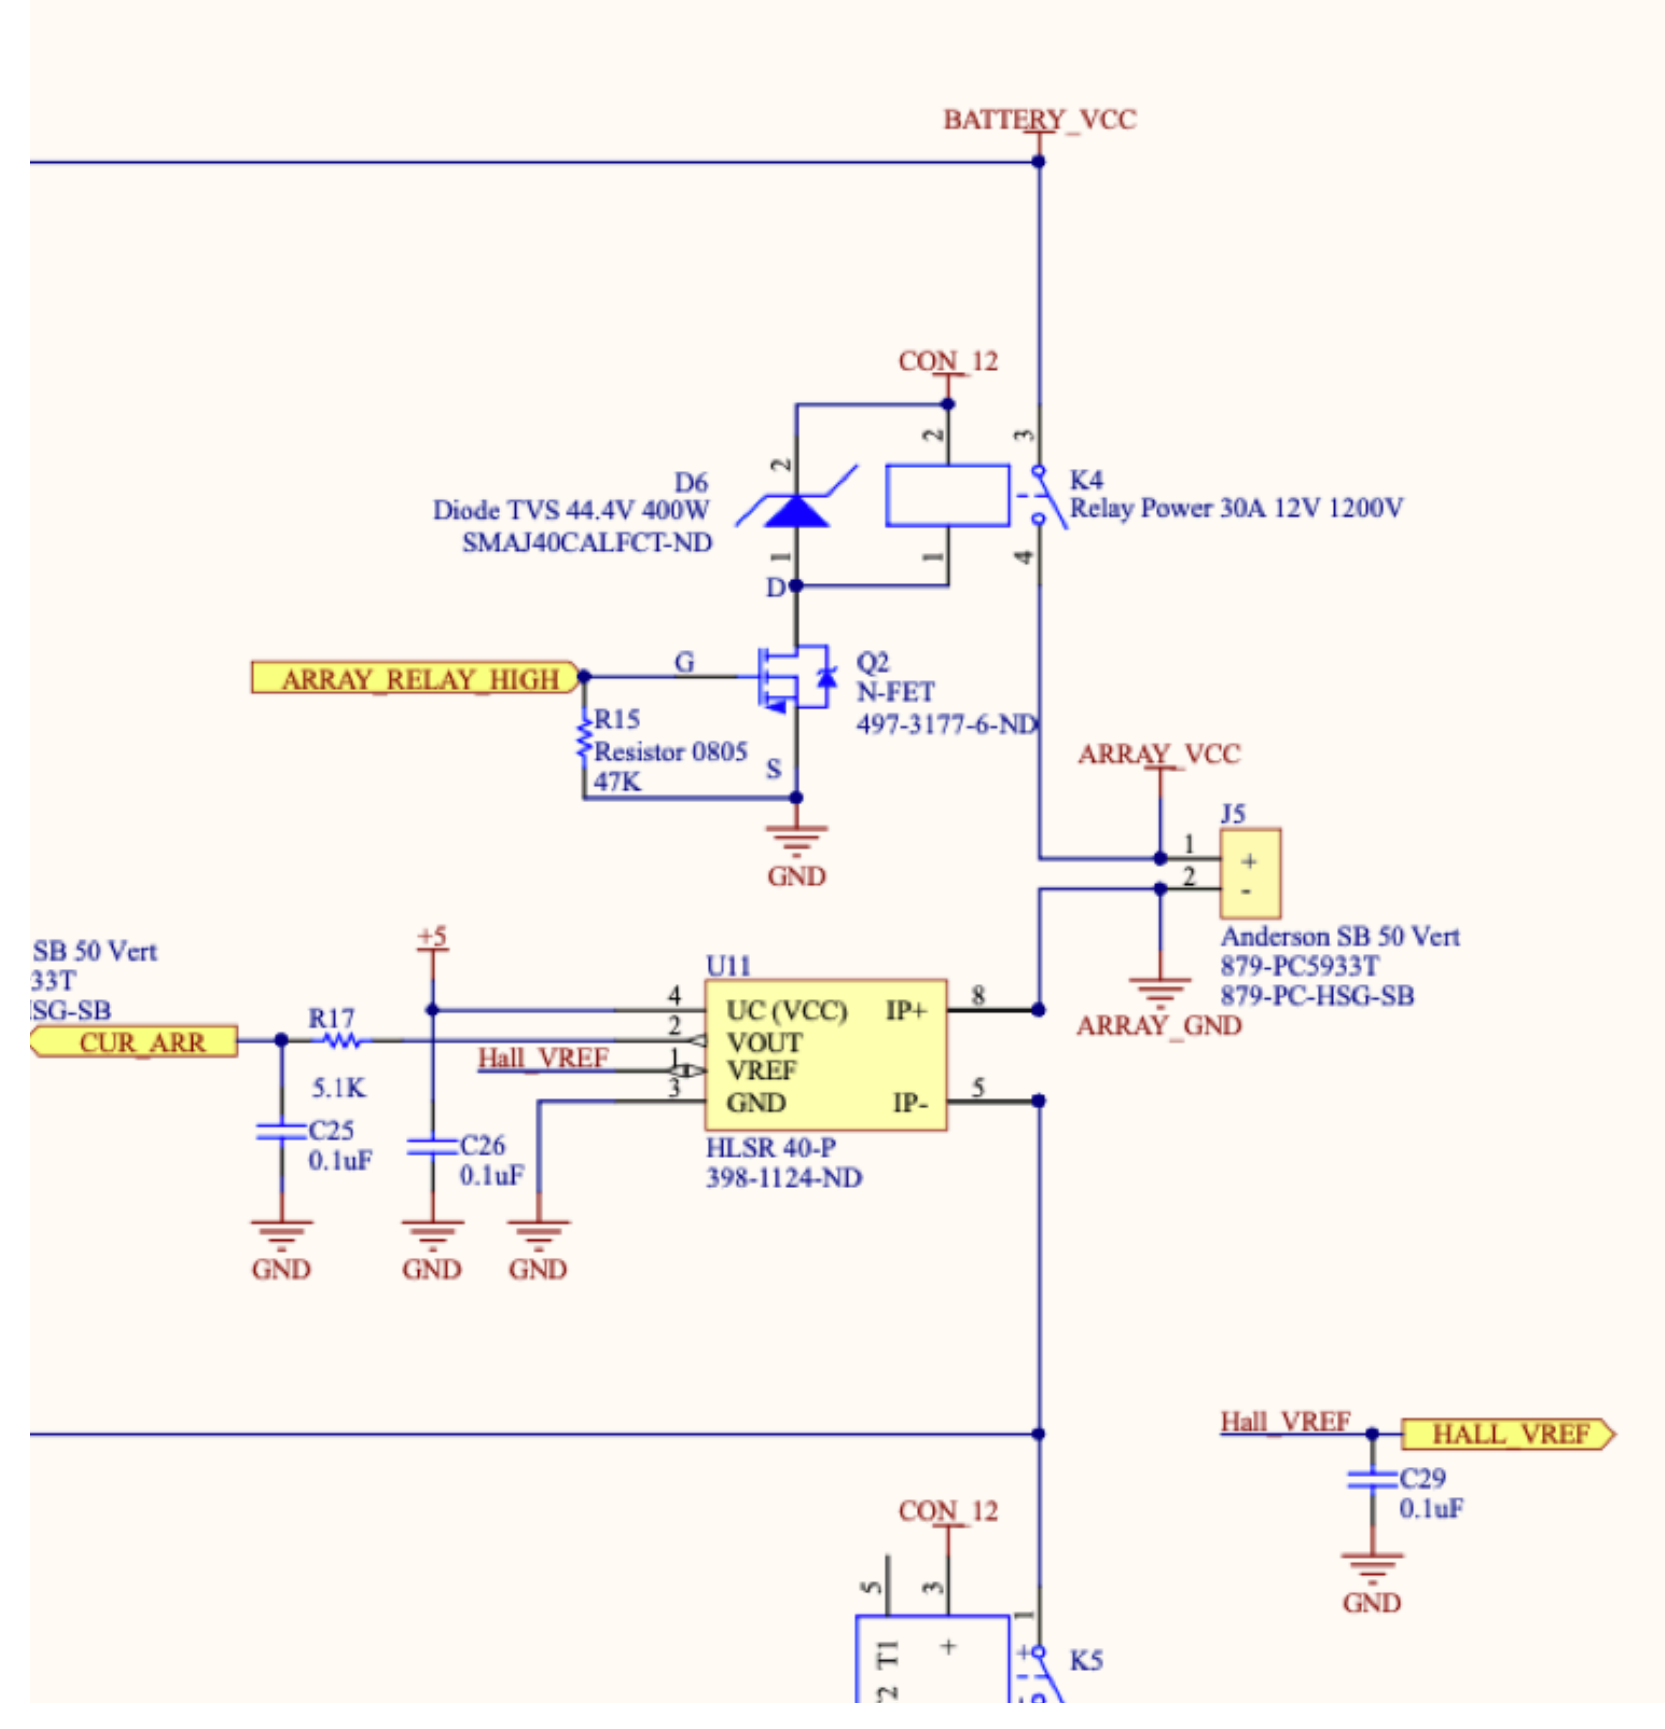 BATTERY_VCC
CON_12
2
3
2
D6
Diode TVS 44.4V 400W
SMAJ40CALFCT-ND
K4
Relay Power 30A 12V 1200V
1
1
4
D
ARRAY_RELAY_HIGH
G
Q2
N-FET
497-3177-6-ND
R15
Resistor 0805
47K
S
GND
ARRAY_VCC
J5
1
+
2
-
Anderson SB 50 Vert
879-PC5933T
879-PC-HSG-SB
ARRAY_GND
SB 50 Vert
33T
ISG-SB
+5
U11
CUR_ARR
R17
5.1K
4
UC (VCC)
IP+
8
2
VOUT
Hall_VREF
1
VREF
3
GND
IP-
5
HLSR 40-P
398-1124-ND
C25
0.1uF
C26
0.1uF
GND
GND
GND
Hall_VREF
HALL_VREF
C29
0.1uF
GND
CON_12
5
3
1
T1
+
+
K5
2